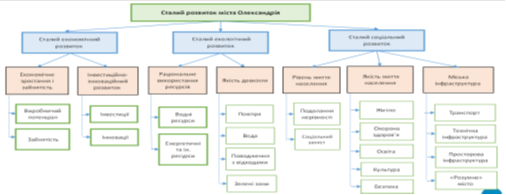 Сталий розвиток міста Олександрія
Сталий економічний
розвиток
Сталий екологічний
розвиток
Сталий соціальний
розвиток
Економічне
зростання і
зайнятість
Інвестиційно-
інноваційний
розвиток
Раціональне
використання
ресурсів
Якість довкілля
Рівень життя
населення
Якість життя
населення
Міська
інфраструктура
Виробничий
потенціал
Зайнятість
Інвестиції
Інновації
Водні
ресурси
Енергетичні
та ін.
ресурси
Повітря
Вода
Поводження
з відходами
Зелені зони
Подолання
нерівності
Соціальний
захист
Житло
Охорона
здоров'я
Освіта
Культура
Безпека
Транспорт
Технічна
інфраструктура
Просторова
інфраструктура
«Розумне»
місто